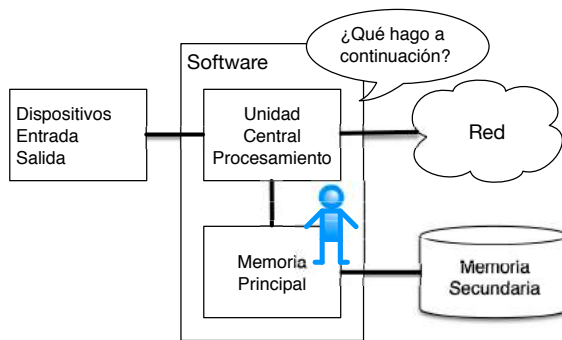 ¿Qué hago a
continuación?
Software
Dispositivos
Entrada
Salida
Unidad
Central
Procesamiento
Red
Memoria
Principal
Memoria
Secundaria